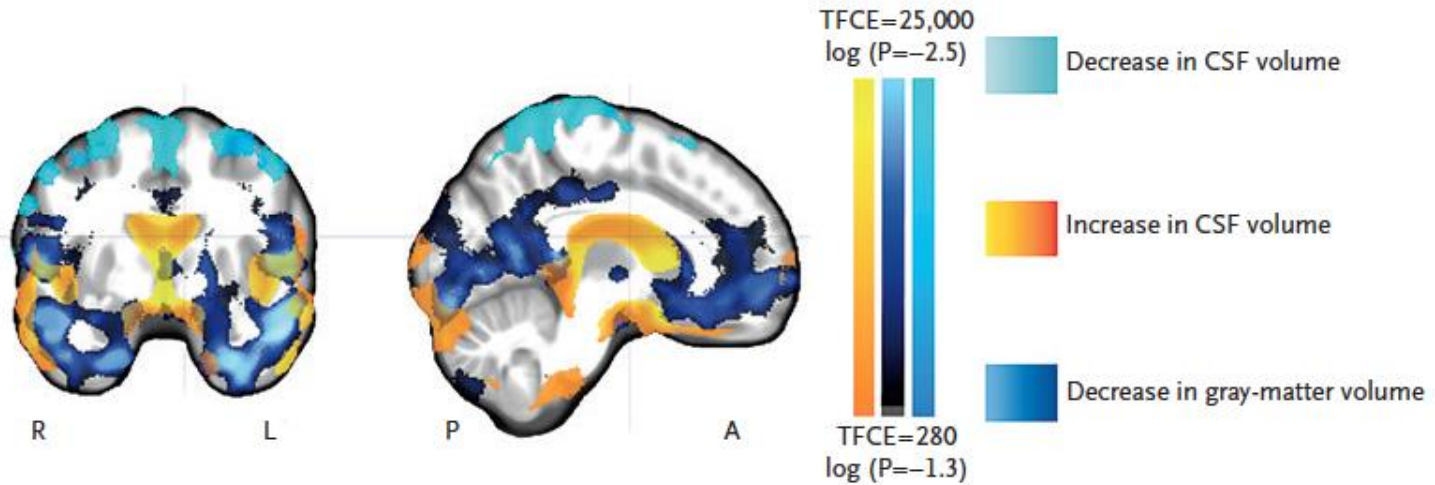 TFCE=25,000
log (P=−2.5)
Decrease in CSF volume
Increase in CSF volume
Decrease in gray-matter volume
R
L
P
A
TFCE=280
log (P=−1.3)